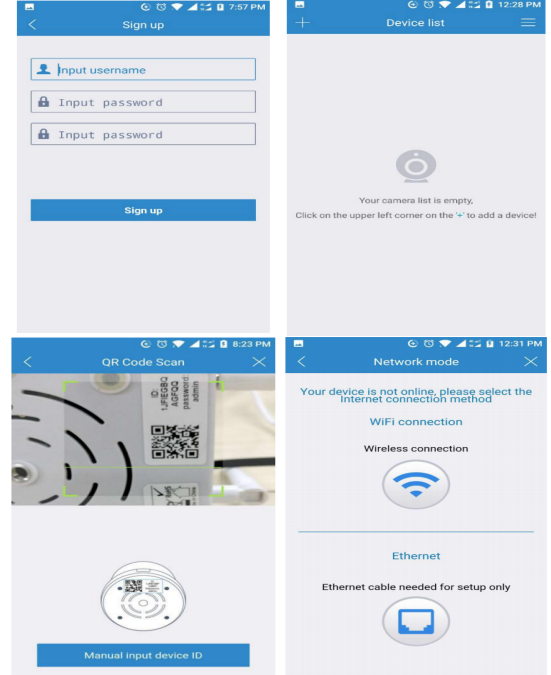 7:57 PM
Sign up
Input username
Input password
Input password
Sign up
12:28 PM
Device list
Your camera list is empty,
Click on the upper left corner on the '+' to add a device!
8:23 PM
QR Code Scan
ID:
1JFIEGBQ
AGFQQ
password:
admin
Manual input device ID
12:31 PM
Network mode
Your device is not online, please select the
Internet connection method
WiFi connection
Wireless connection
Ethernet
Ethernet cable needed for setup only